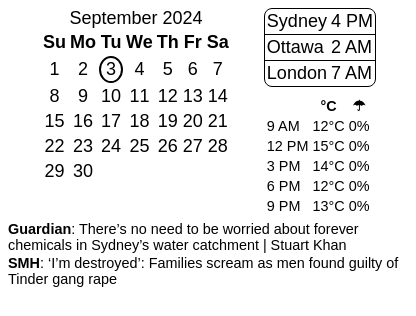 September 2024
Su Mo Tu We Th Fr Sa
1 2 3 4 5 6 7
8 9 10 11 12 13 14
15 16 17 18 19 20 21
22 23 24 25 26 27 28
29 30
Sydney 4 PM
Ottawa 2 AM
London 7 AM
°C ☂
9 AM 12°C 0%
12 PM 15°C 0%
3 PM 14°C 0%
6 PM 12°C 0%
9 PM 13°C 0%
Guardian: There’s no need to be worried about forever
chemicals in Sydney’s water catchment | Stuart Khan
SMH: ‘I’m destroyed’: Families scream as men found guilty of
Tinder gang rape